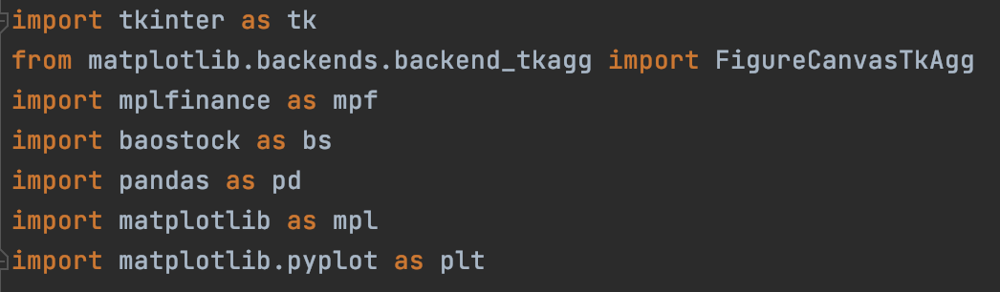 import tkinter as tk
from matplotlib.backends.backend_tkagg import FigureCanvasTkAgg
import mplfinance as mpf
import baostock as bs
import pandas as pd
import matplotlib as mpl
import matplotlib.pyplot as plt